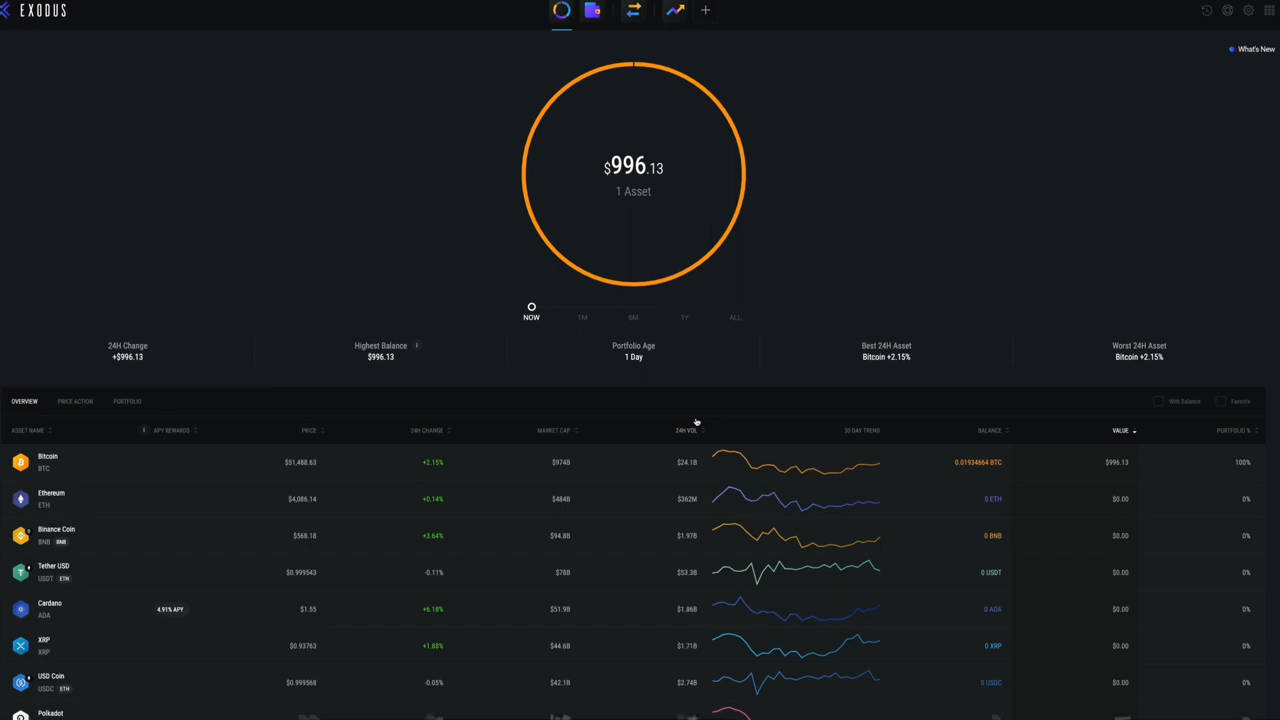 EXODUS
What's New
$996.13
1 Asset
NOW 1M 6M 1Y ALL
24H Change Highest Balance Portfolio Age Best 24H Asset Worst 24H Asset
+$996.13 $996.13 1 Day Bitcoin +2.15% Bitcoin +2.15%
OVERVIEW PRICE ACTION PORTFOLIO With Balance Favorite
ASSET NAME APY REWARDS PRICE 24H CHANGE MARKET CAP 24H VOL 30 DAY TREND BALANCE VALUE PORTFOLIO %
Bitcoin
BTC $51,488.63 +2.15% $974B $24.1B 0.01934664 BTC $996.13 100%
Ethereum
ETH $4,086.14 +0.14% $484B $362M 0 ETH $0.00 0%
Binance Coin
BNB BNB $568.18 +3.64% $94.8B $1.97B 0 BNB $0.00 0%
Tether USD
USDT ETH $0.999543 -0.11% $78B $53.3B 0 USDT $0.00 0%
Cardano
ADA 4.91% APY $1.55 +6.18% $51.9B $1.86B 0 ADA $0.00 0%
XRP
XRP $0.93763 +1.88% $44.6B $1.71B 0 XRP $0.00 0%
USD Coin
USDC ETH $0.999568 -0.05% $42.1B $2.74B 0 USDC $0.00 0%
Polkadot